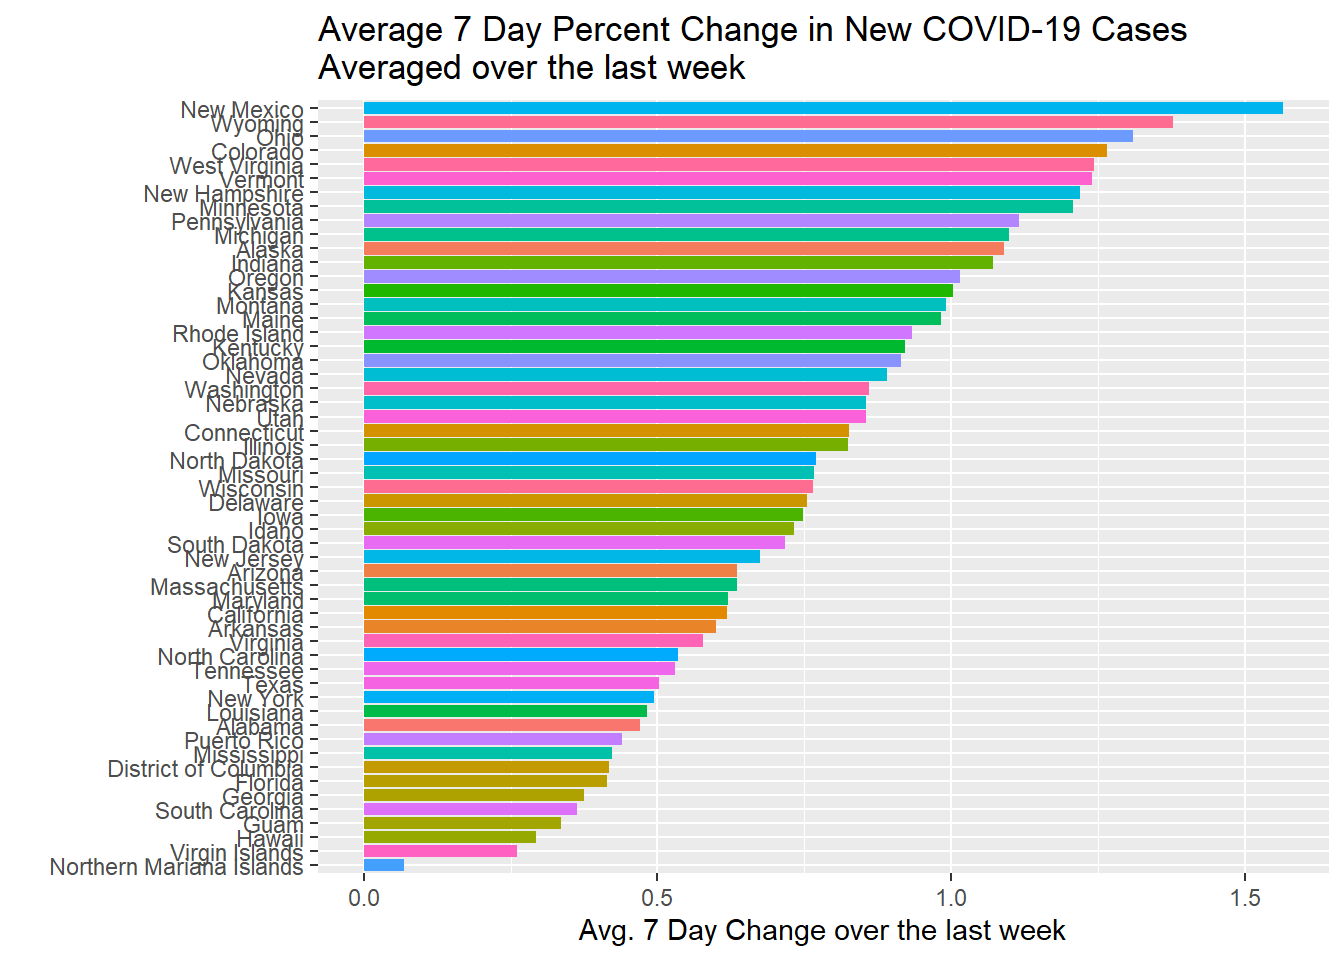 Average 7 Day Percent Change in New COVID-19 Cases
Averaged over the last week
New Mexico
Wyoming
Ohio
Colorado
West Virginia
Vermont
New Hampshire
Minnesota
Pennsylvania
Michigan
Alaska
Indiana
Oregon
Kansas
Montana
Maine
Rhode Island
Kentucky
Oklahoma
Nevada
Washington
Nebraska
Utah
Connecticut
Illinois
North Dakota
Missouri
Wisconsin
Delaware
Iowa
Idaho
South Dakota
New Jersey
Arizona
Massachusetts
Maryland
California
Arkansas
Virginia
North Carolina
Tennessee
Texas
New York
Louisiana
Alabama
Puerto Rico
Mississippi
District of Columbia
Florida
Georgia
South Carolina
Guam
Hawaii
Virgin Islands
Northern Mariana Islands
0.0 0.5 1.0 1.5
Avg. 7 Day Change over the last week